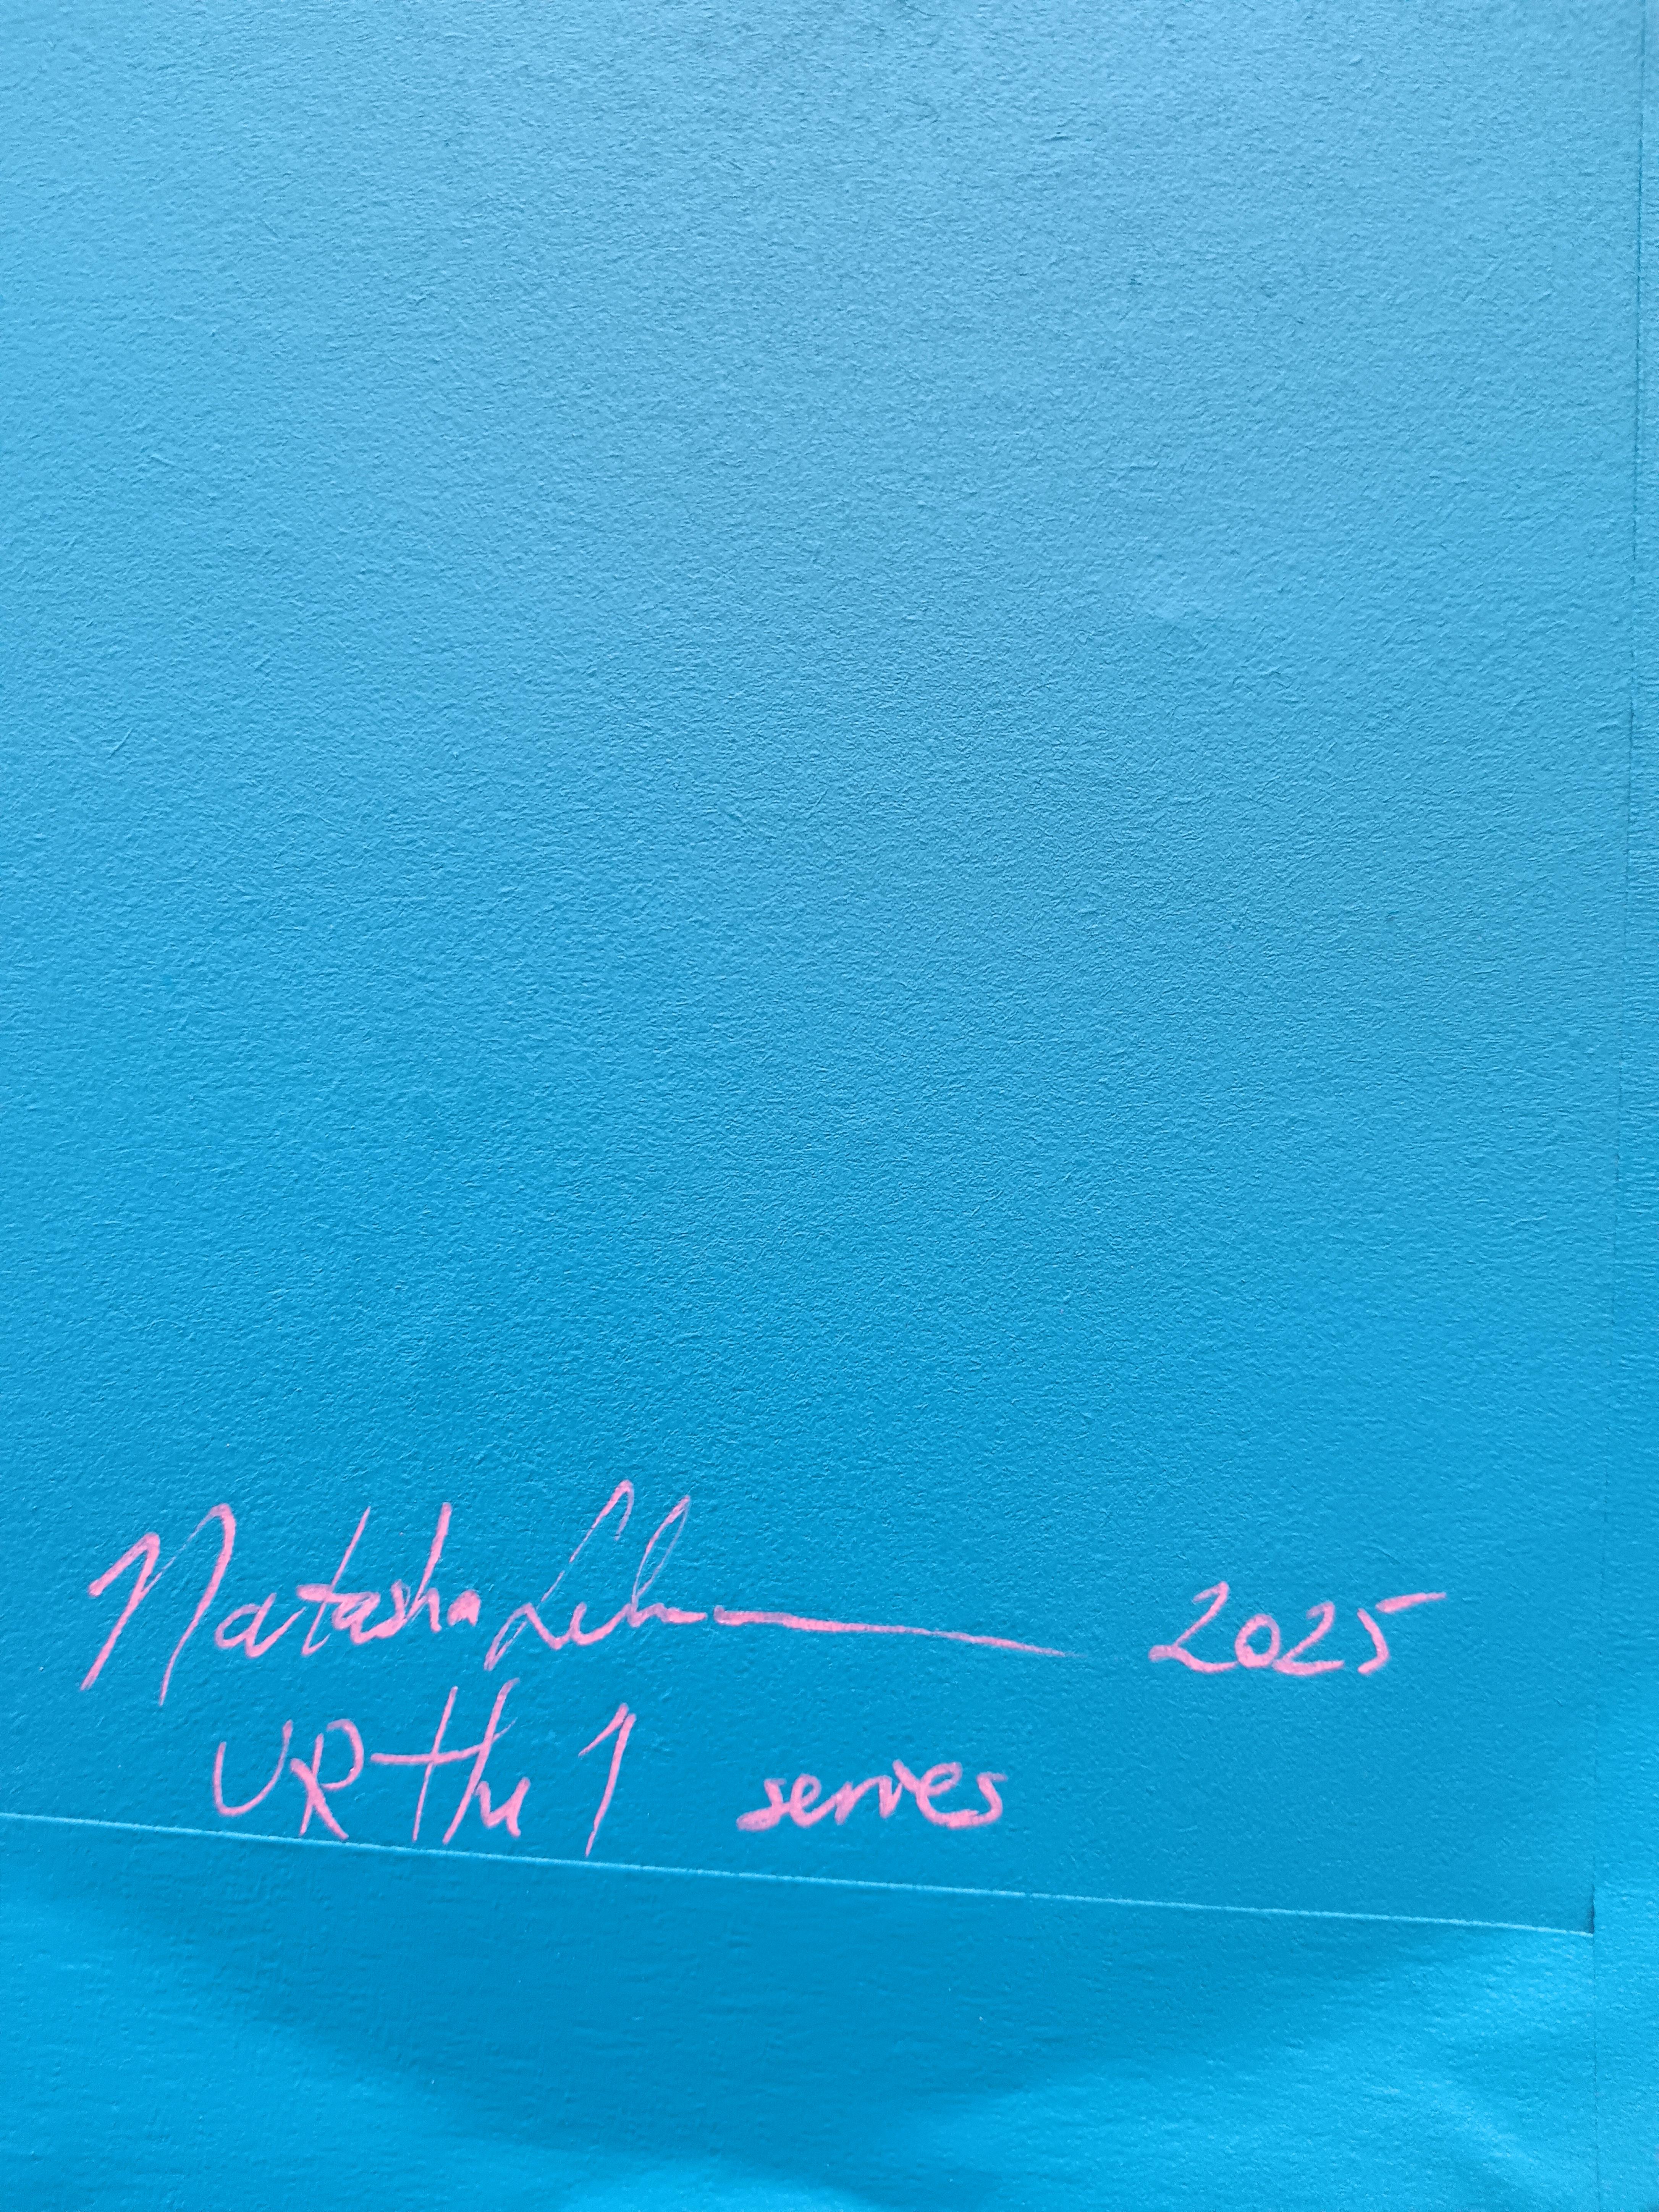 Natasha 2025
UR the 1 series